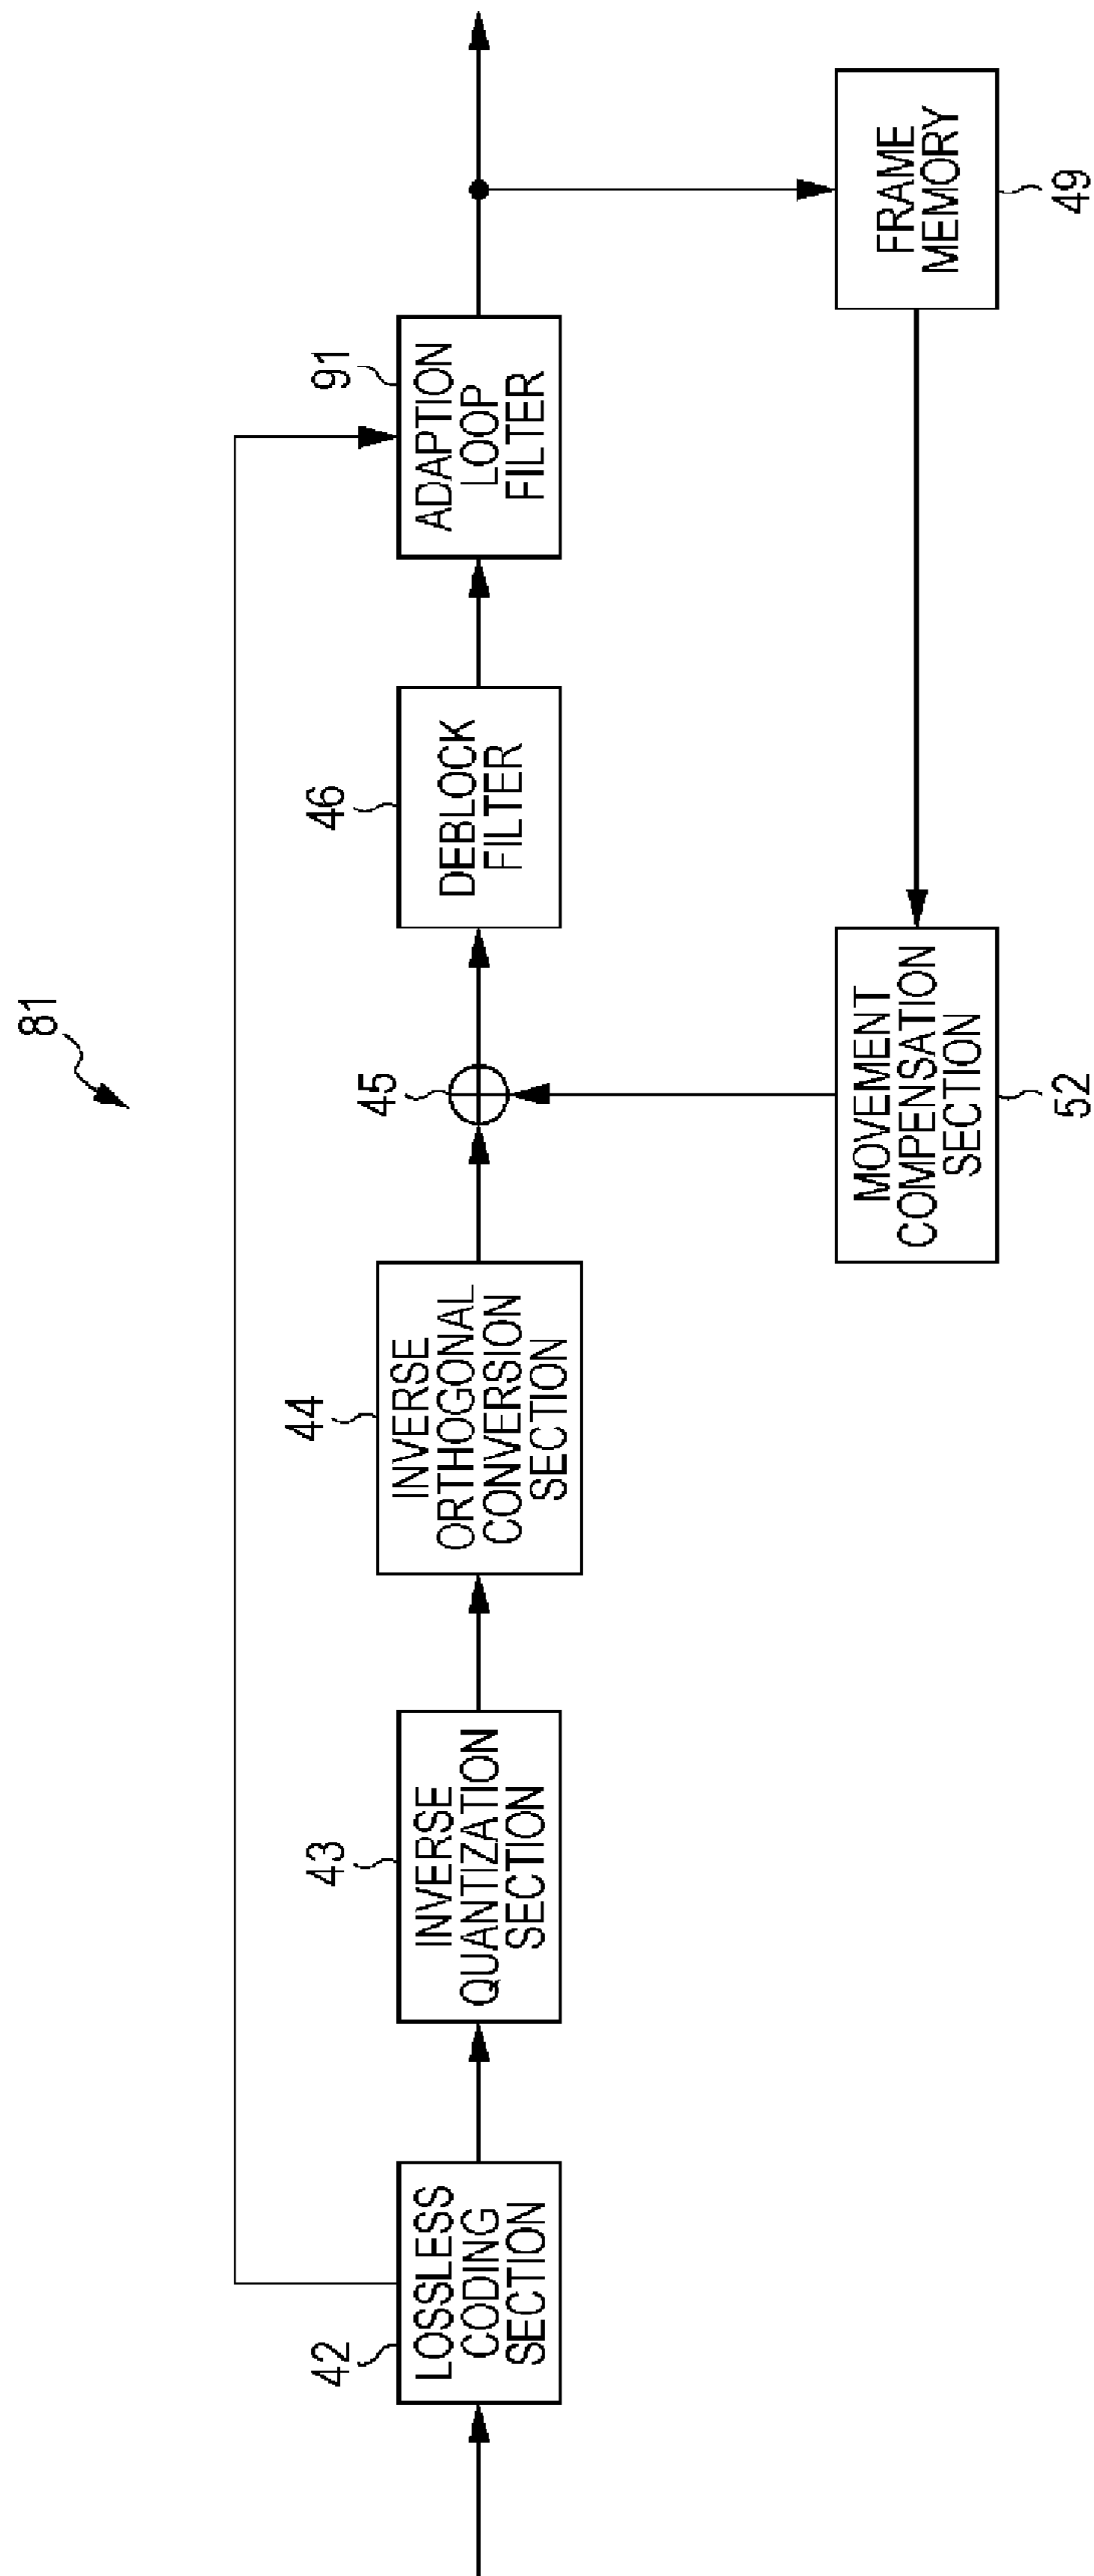 81
42
LOSSLESS
CODING
SECTION
43
INVERSE
QUANTIZATION
SECTION
44
INVERSE
ORTHOGONAL
CONVERSION
SECTION
45
46
DEBLOCK
FILTER
91
ADAPTION
LOOP
FILTER
MOVEMENT
COMPENSATION
SECTION
52
FRAME
MEMORY
49